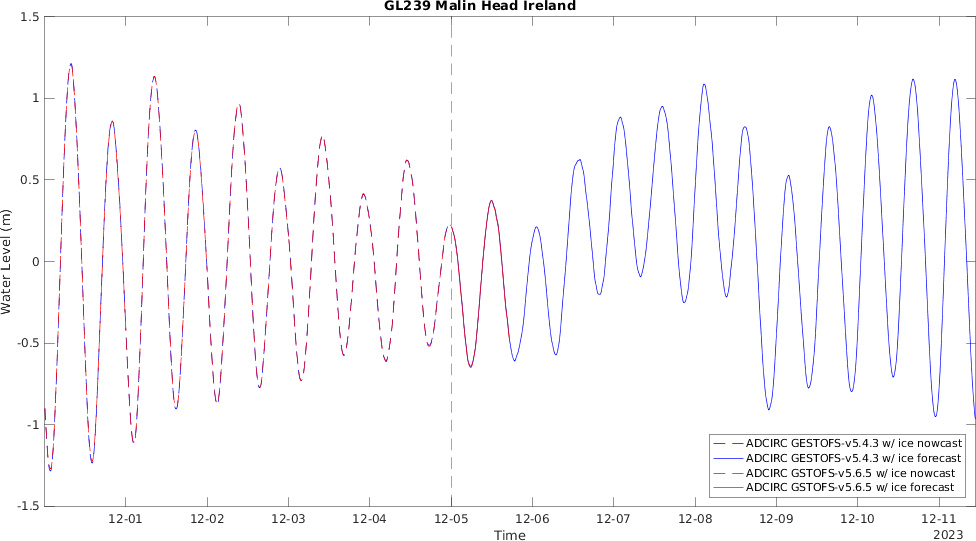 GL239 Malin Head Ireland
1.5
1
0.5
0
-0.5
-1
-1.5
Water Level (m)
12-01 12-02 12-03 12-04 12-05 12-06 12-07 12-08 12-09 12-10 12-11
2023
Time
ADCIRC GESTOFS-v5.4.3 w/ ice nowcast
ADCIRC GESTOFS-v5.4.3 w/ ice forecast
ADCIRC GSTOFS-v5.6.5 w/ ice nowcast
ADCIRC GSTOFS-v5.6.5 w/ ice forecast